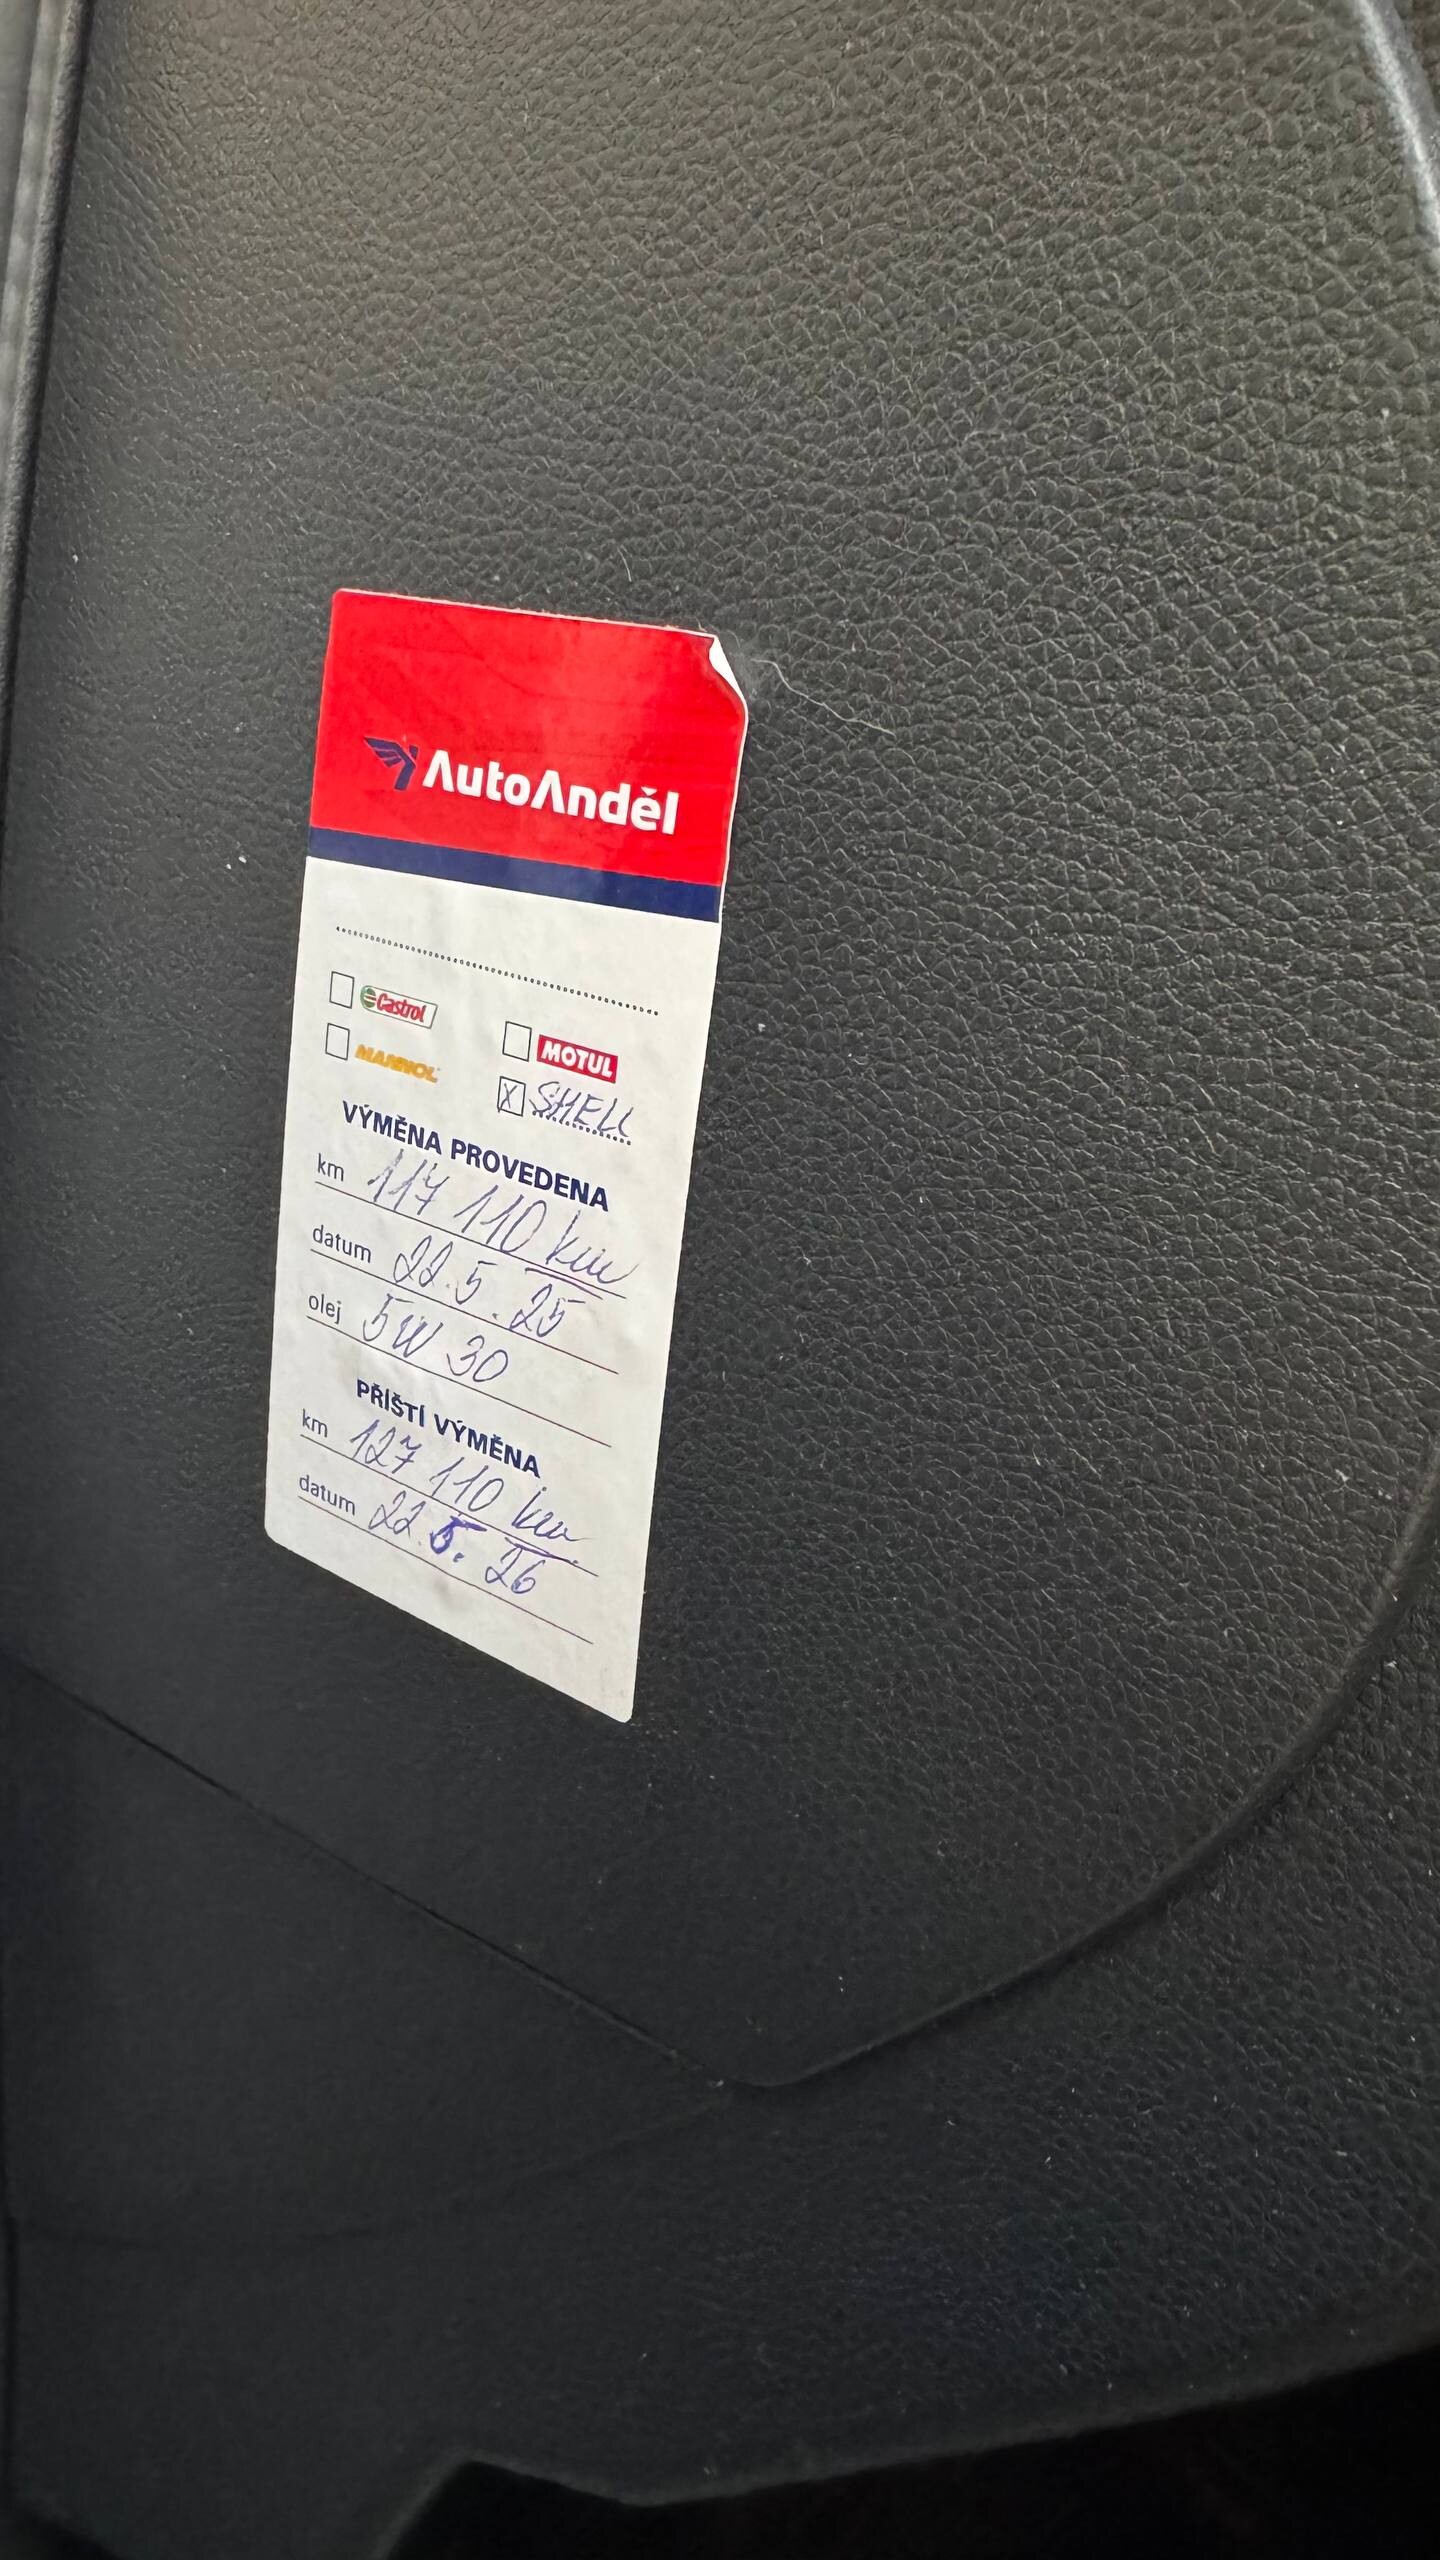 AutoAnděl
Castrol
MOTUL
MANNOL
X SHELL
VÝMĚNA PROVEDENA
km 117 110 km
datum 22.5.25
olej 5W 30
PŘÍŠTÍ VÝMĚNA
km 127 110 km
datum 22.5.26